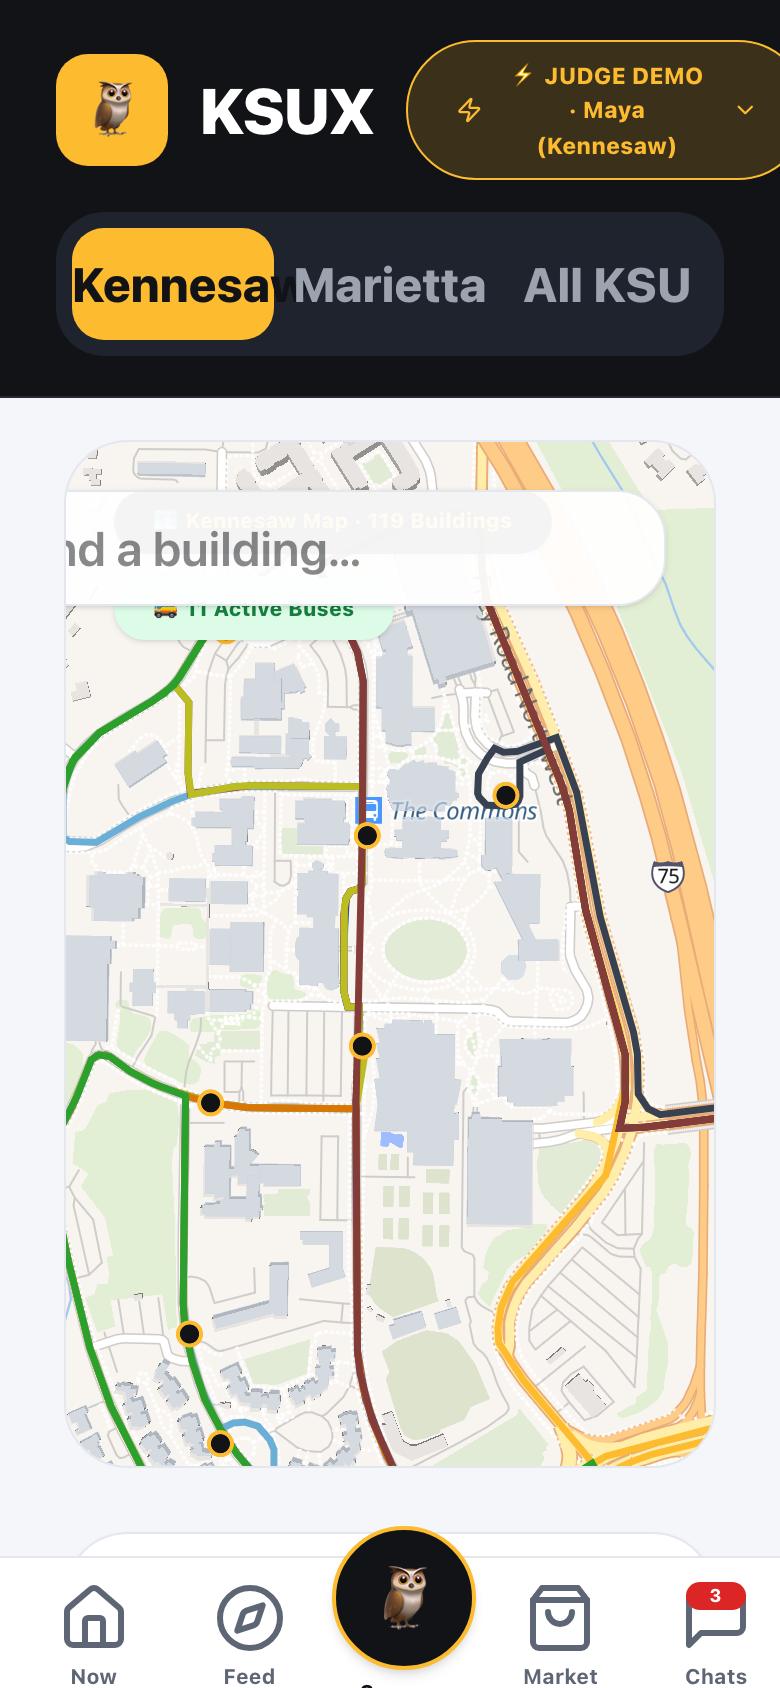 KSUX
⚡ JUDGE DEMO
· Maya
(Kennesaw)
Kennesaw
Marietta
All KSU
Kennesaw Map · 119 Buildings
nd a building...
11 Active Buses
The Commons
75
Now
Feed
Market
3
Chats